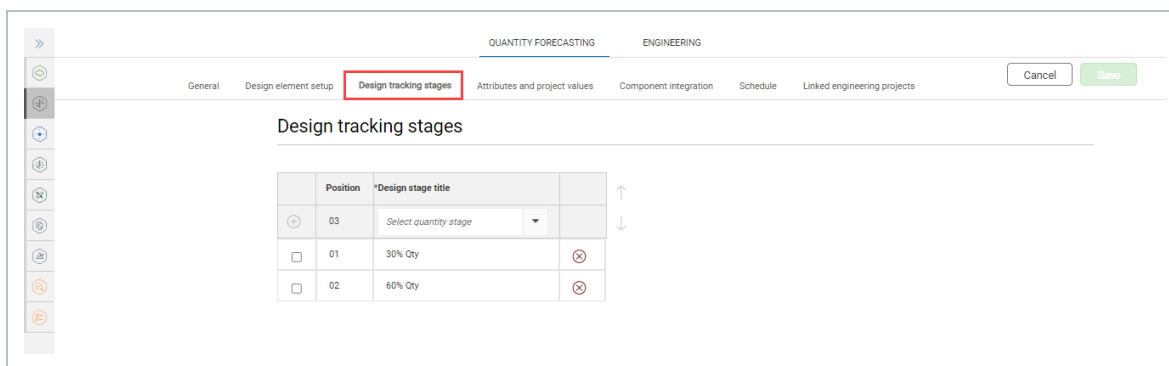 QUANTITY FORECASTING ENGINEERING
General Design element setup Design tracking stages Attributes and project values Component integration Schedule Linked engineering projects Cancel Save
Design tracking stages
Position *Design stage title
03 Select quantity stage
01 30% Qty
02 60% Qty